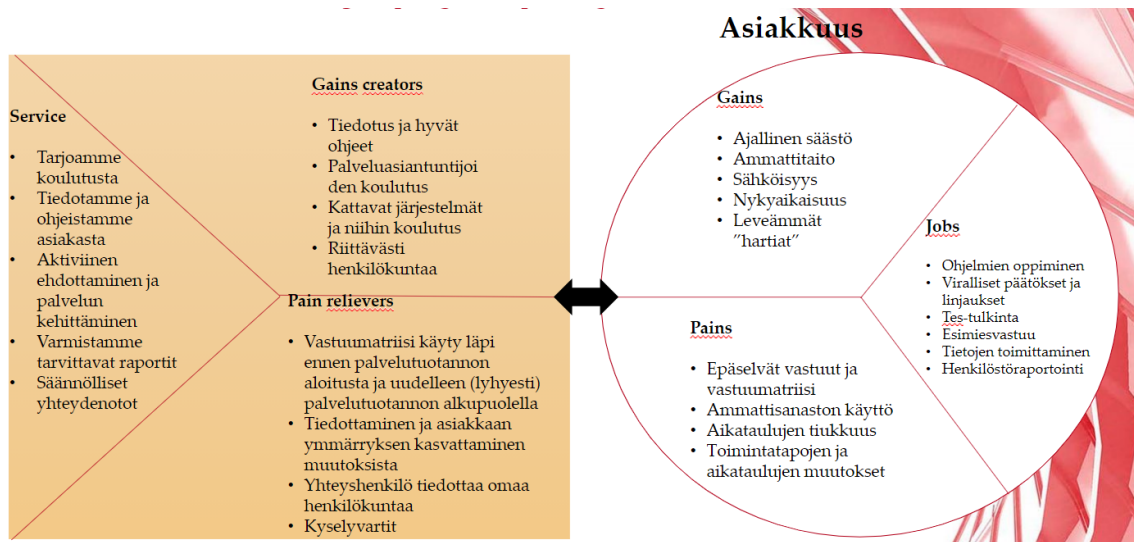 Asiakkuus
Service
• Tarjoamme
koulutusta
• Tiedotamme ja
ohjeistamme
asiakasta
• Aktiivinen
ehdottaminen ja
palvelun
kehittäminen
• Varmistamme
tarvittavat raportit
• Säännölliset
yhteydenotot
Gains creators
• Tiedotus ja hyvät
ohjeet
• Palveluasiantuntijoi
den koulutus
• Kattavat järjestelmät
ja niihin koulutus
• Riittävästi
henkilökuntaa
Pain relievers
• Vastuumatriisi käyty läpi
ennen palvelutuotannon
aloitusta ja uudelleen (lyhyesti)
palvelutuotannon alkupuolella
• Tiedottaminen ja asiakkaan
ymmärryksen kasvattaminen
muutoksista
• Yhteyshenkilö tiedottaa omaa
henkilökuntaa
• Kyselyvartit
Gains
• Ajallinen säästö
• Ammattitaito
• Sähköisyys
• Nykyaikaisuus
• Leveämmät
”hartiat”
Pains
• Epäselvät vastuut ja
vastuumatriisi
• Ammattisanaston käyttö
• Aikataulujen tiukkuus
• Toimintatapojen ja
aikataulujen muutokset
Jobs
• Ohjelmien oppiminen
• Viralliset päätökset ja
linjaukset
• Tes-tulkinta
• Esimiesvastuu
• Tietojen toimittaminen
• Henkilöstöraportointi